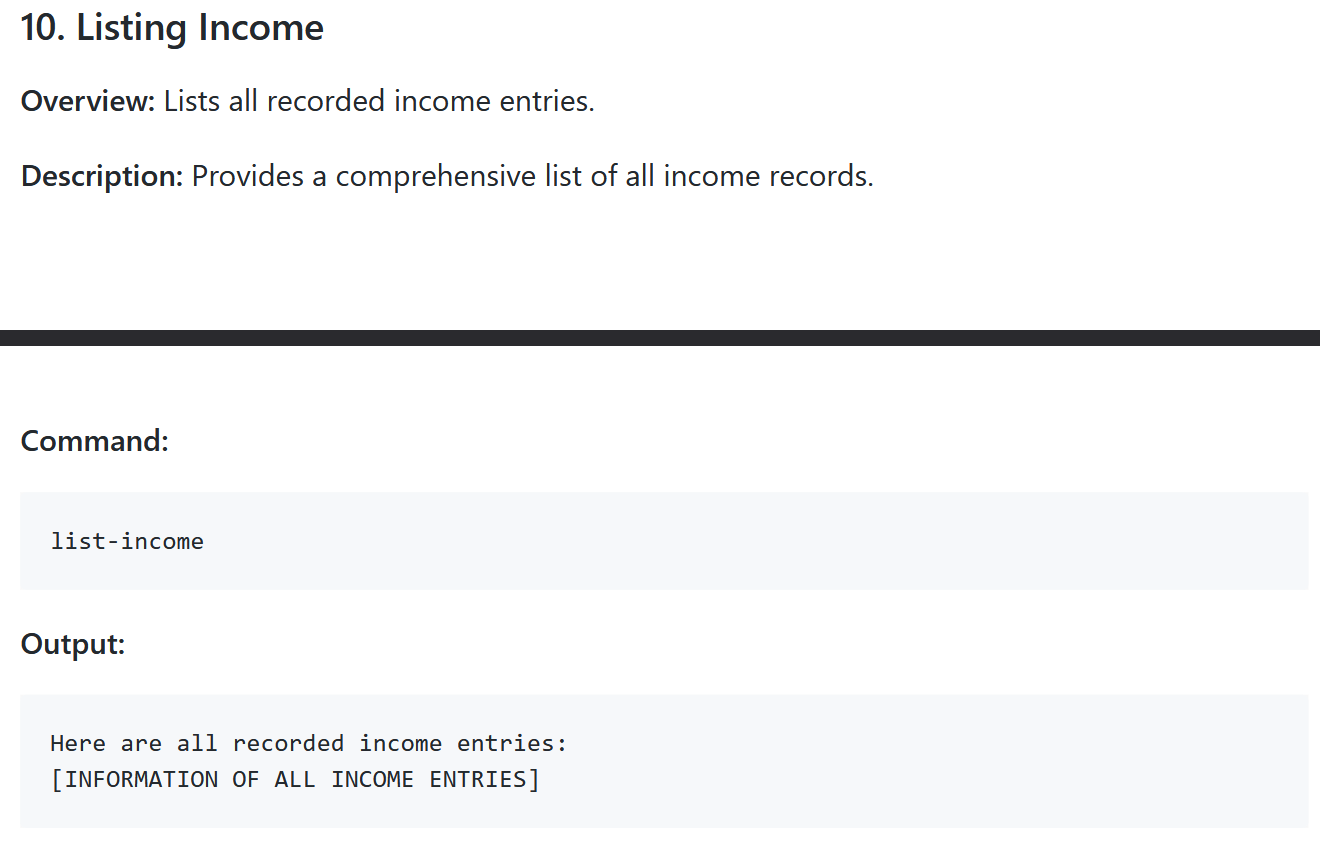 10. Listing Income
Overview: Lists all recorded income entries.
Description: Provides a comprehensive list of all income records.
Command:
list-income
Output:
Here are all recorded income entries:
[INFORMATION OF ALL INCOME ENTRIES]